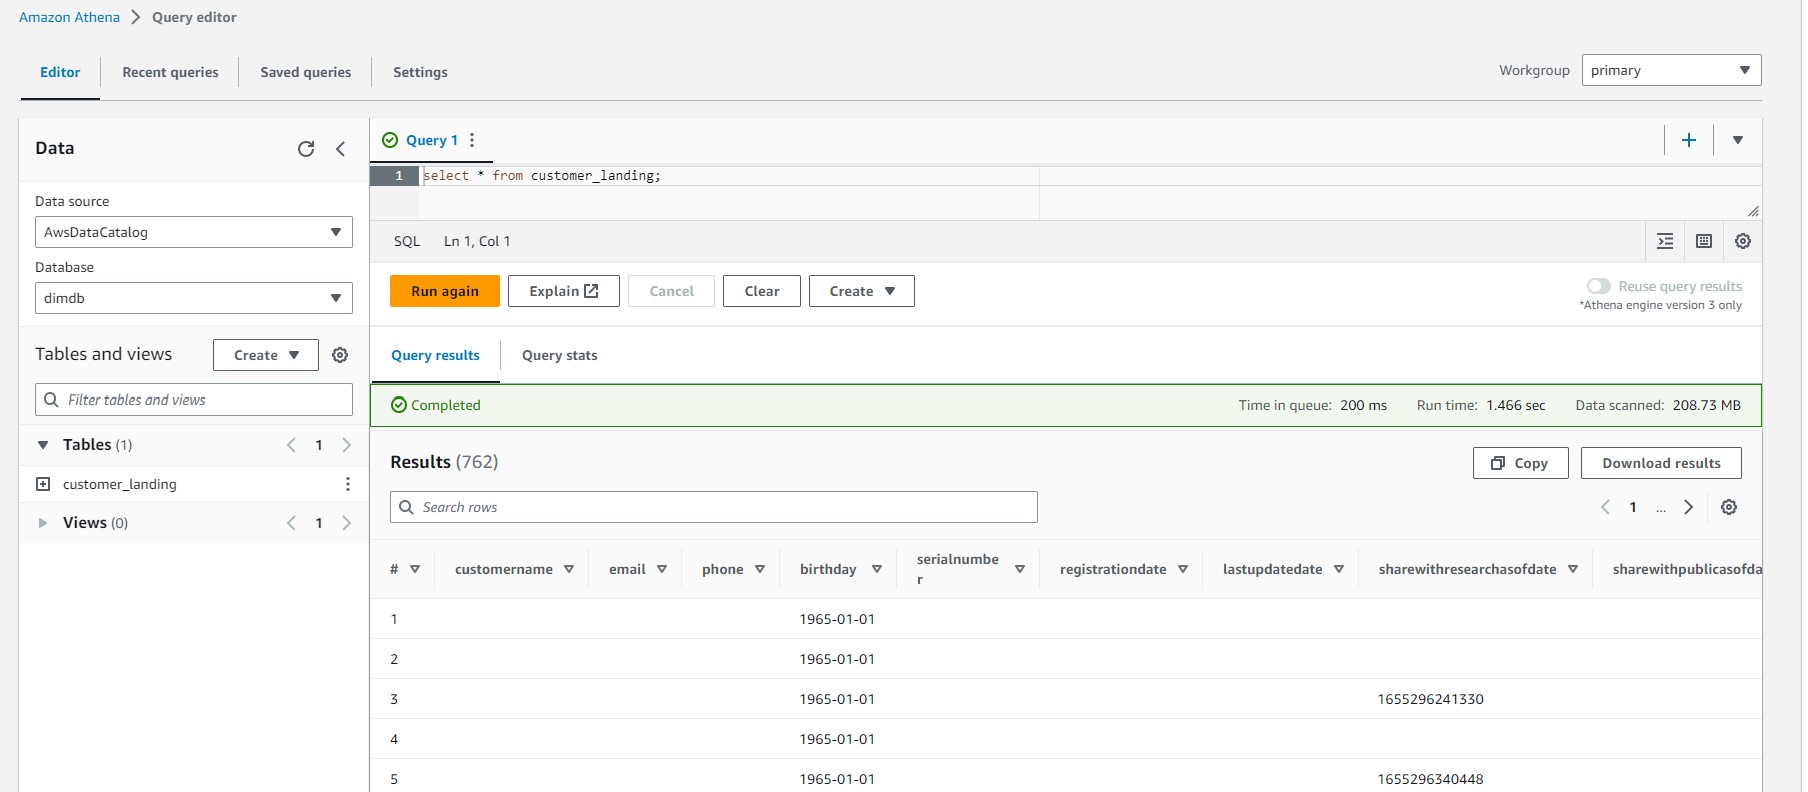 Amazon Athena > Query editor
Editor Recent queries Saved queries Settings
Workgroup primary
Data
Data source
AwsDataCatalog
Database
dimdb
Tables and views Create
Filter tables and views
Tables (1) 1
customer_landing
Views (0) 1
Query 1
1 select * from customer_landing;
SQL Ln 1, Col 1
Run again Explain Cancel Clear Create
Reuse query results
*Athena engine version 3 only
Query results Query stats
Completed Time in queue: 200 ms Run time: 1.466 sec Data scanned: 208.73 MB
Results (762) Copy Download results
Search rows 1 ...
# customername email phone birthday serialnumbe
r registrationdate lastupdatedate sharewithresearchasofdate sharewithpublicasofda
1 1965-01-01
2 1965-01-01
3 1965-01-01 1655296241330
4 1965-01-01
5 1965-01-01 1655296340448